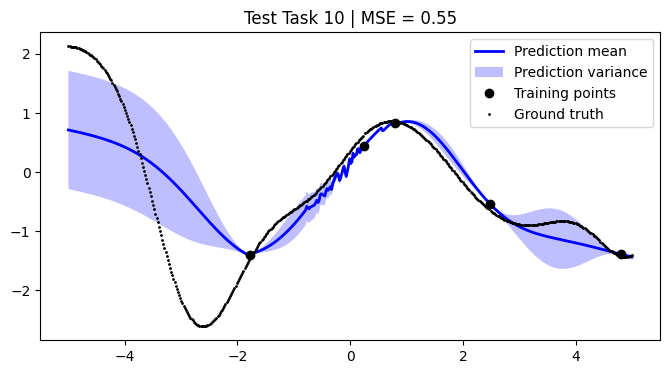 Test Task 10 | MSE = 0.55
Prediction mean
Prediction variance
Training points
Ground truth
2
1
0
−1
−2
−4
−2
0
2
4